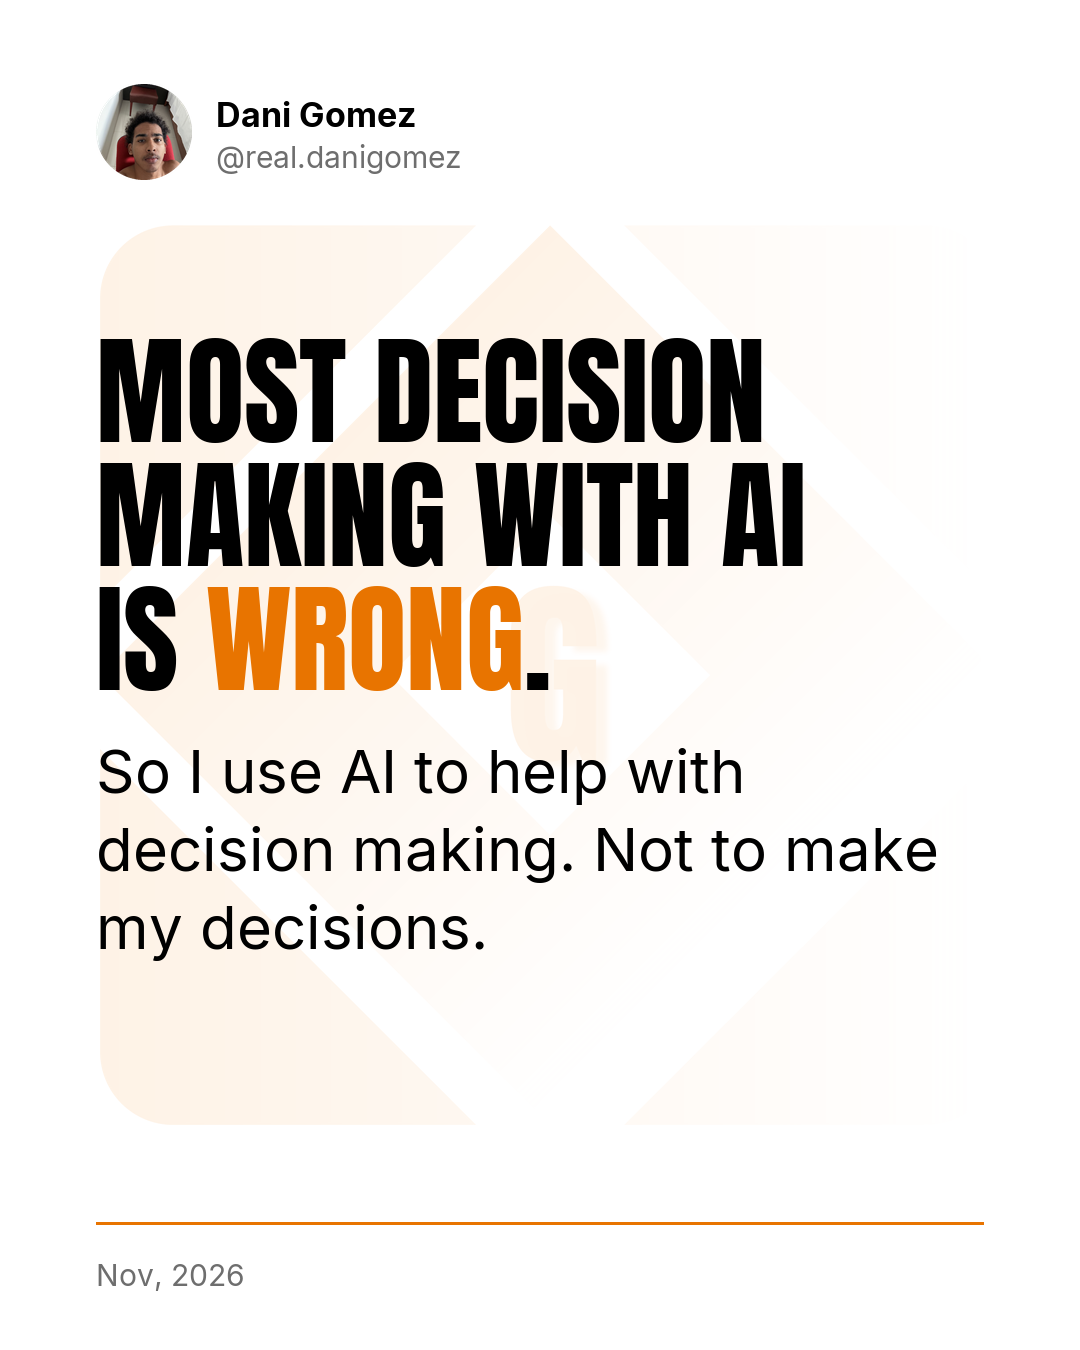 Dani Gomez
@real.danigomez
MOST DECISION
MAKING WITH AI
IS WRONG.
G
So I use AI to help with
decision making. Not to make
my decisions.
Nov, 2026